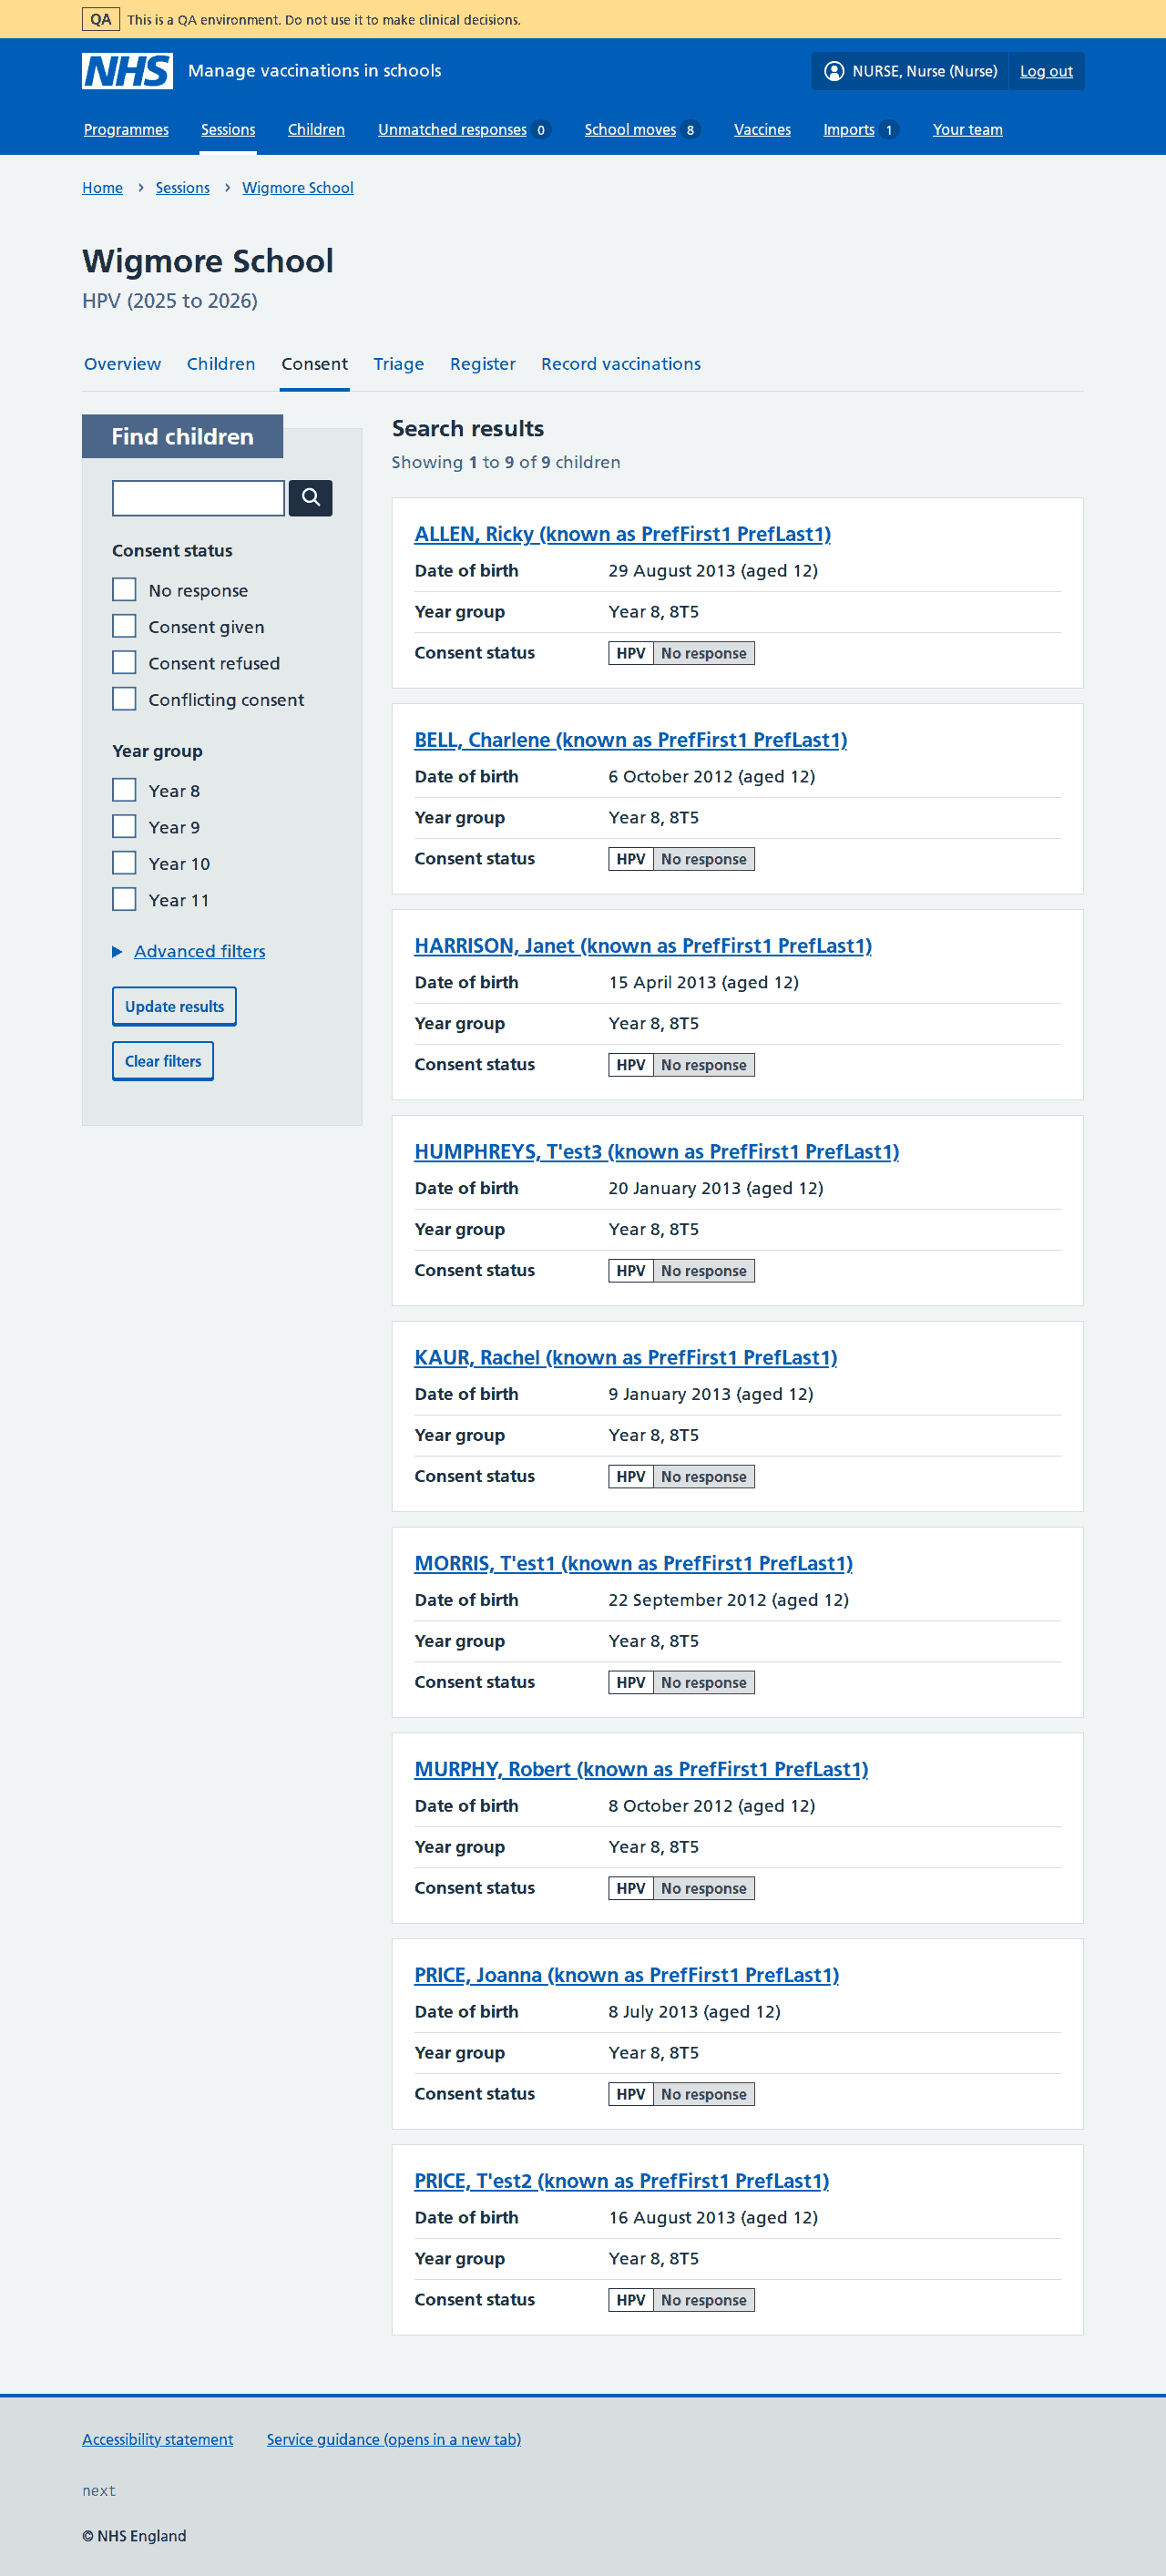 QA This is a QA environment. Do not use it to make clinical decisions.
NHS Manage vaccinations in schools NURSE, Nurse (Nurse) Log out
Programmes Sessions Children Unmatched responses 0 School moves 8 Vaccines Imports 1 Your team
Home › Sessions › Wigmore School
Wigmore School
HPV (2025 to 2026)
Overview Children Consent Triage Register Record vaccinations
Find children
Consent status
No response
Consent given
Consent refused
Conflicting consent
Year group
Year 8
Year 9
Year 10
Year 11
Advanced filters
Update results
Clear filters
Search results
Showing 1 to 9 of 9 children
ALLEN, Ricky (known as PrefFirst1 PrefLast1)
Date of birth 29 August 2013 (aged 12)
Year group Year 8, 8T5
Consent status HPV No response
BELL, Charlene (known as PrefFirst1 PrefLast1)
Date of birth 6 October 2012 (aged 12)
Year group Year 8, 8T5
Consent status HPV No response
HARRISON, Janet (known as PrefFirst1 PrefLast1)
Date of birth 15 April 2013 (aged 12)
Year group Year 8, 8T5
Consent status HPV No response
HUMPHREYS, T'est3 (known as PrefFirst1 PrefLast1)
Date of birth 20 January 2013 (aged 12)
Year group Year 8, 8T5
Consent status HPV No response
KAUR, Rachel (known as PrefFirst1 PrefLast1)
Date of birth 9 January 2013 (aged 12)
Year group Year 8, 8T5
Consent status HPV No response
MORRIS, T'est1 (known as PrefFirst1 PrefLast1)
Date of birth 22 September 2012 (aged 12)
Year group Year 8, 8T5
Consent status HPV No response
MURPHY, Robert (known as PrefFirst1 PrefLast1)
Date of birth 8 October 2012 (aged 12)
Year group Year 8, 8T5
Consent status HPV No response
PRICE, Joanna (known as PrefFirst1 PrefLast1)
Date of birth 8 July 2013 (aged 12)
Year group Year 8, 8T5
Consent status HPV No response
PRICE, T'est2 (known as PrefFirst1 PrefLast1)
Date of birth 16 August 2013 (aged 12)
Year group Year 8, 8T5
Consent status HPV No response
Accessibility statement Service guidance (opens in a new tab)
next
© NHS England